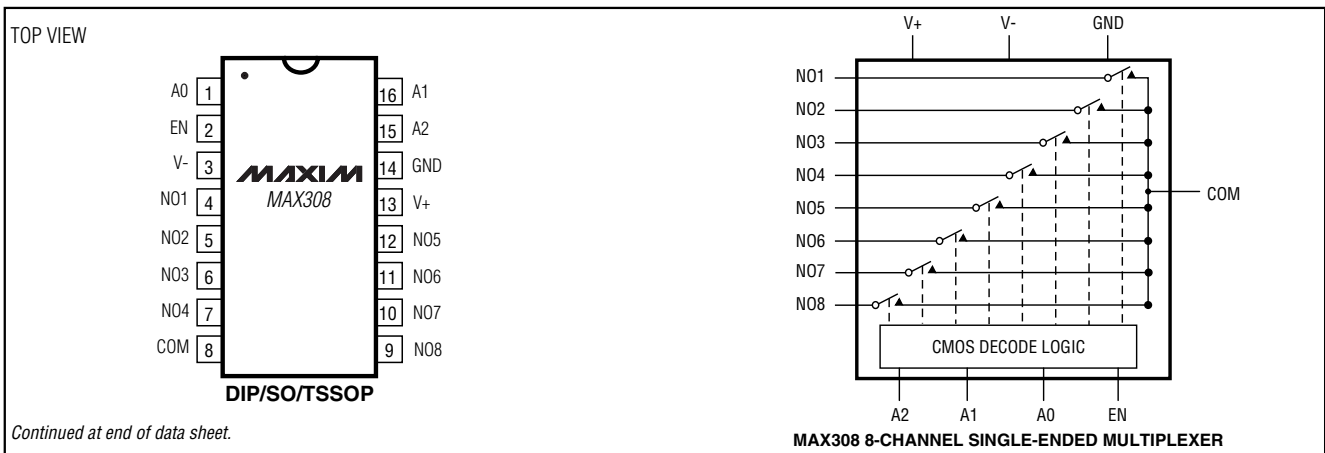 TOP VIEW
A0 1
EN 2
V- 3
NO1 4
NO2 5
NO3 6
NO4 7
COM 8
16 A1
15 A2
14 GND
13 V+
12 NO5
11 NO6
10 NO7
9 NO8
MAXIM
MAX308
DIP/SO/TSSOP
Continued at end of data sheet.
V+ V- GND
NO1
NO2
NO3
NO4
NO5
NO6
NO7
NO8
COM
CMOS DECODE LOGIC
A2 A1 A0 EN
MAX308 8-CHANNEL SINGLE-ENDED MULTIPLEXER